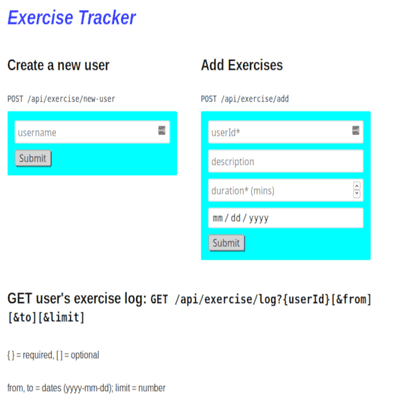 Exercise Tracker
Create a new user
POST /api/exercise/new-user
username
Submit
Add Exercises
POST /api/exercise/add
userId*
description
duration* (mins)
mm / dd / yyyy
Submit
GET user's exercise log: GET /api/exercise/log?{userId}[&from]
[&to][&limit]
{ } = required, [ ] = optional
from, to = dates (yyyy-mm-dd); limit = number